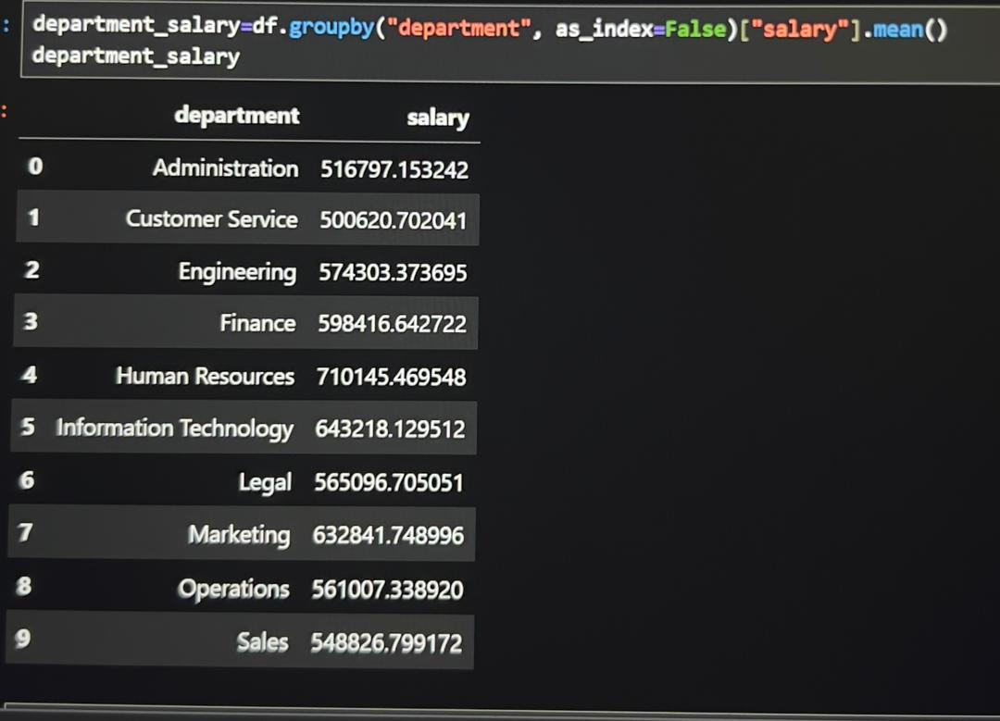 : department_salary=df.groupby("department", as_index=False)["salary"].mean()
department_salary
:
department salary
0 Administration 516797.153242
1 Customer Service 500620.702041
2 Engineering 574303.373695
3 Finance 598416.642722
4 Human Resources 710145.469548
5 Information Technology 643218.129512
6 Legal 565096.705051
7 Marketing 632841.748996
8 Operations 561007.338920
9 Sales 548826.799172